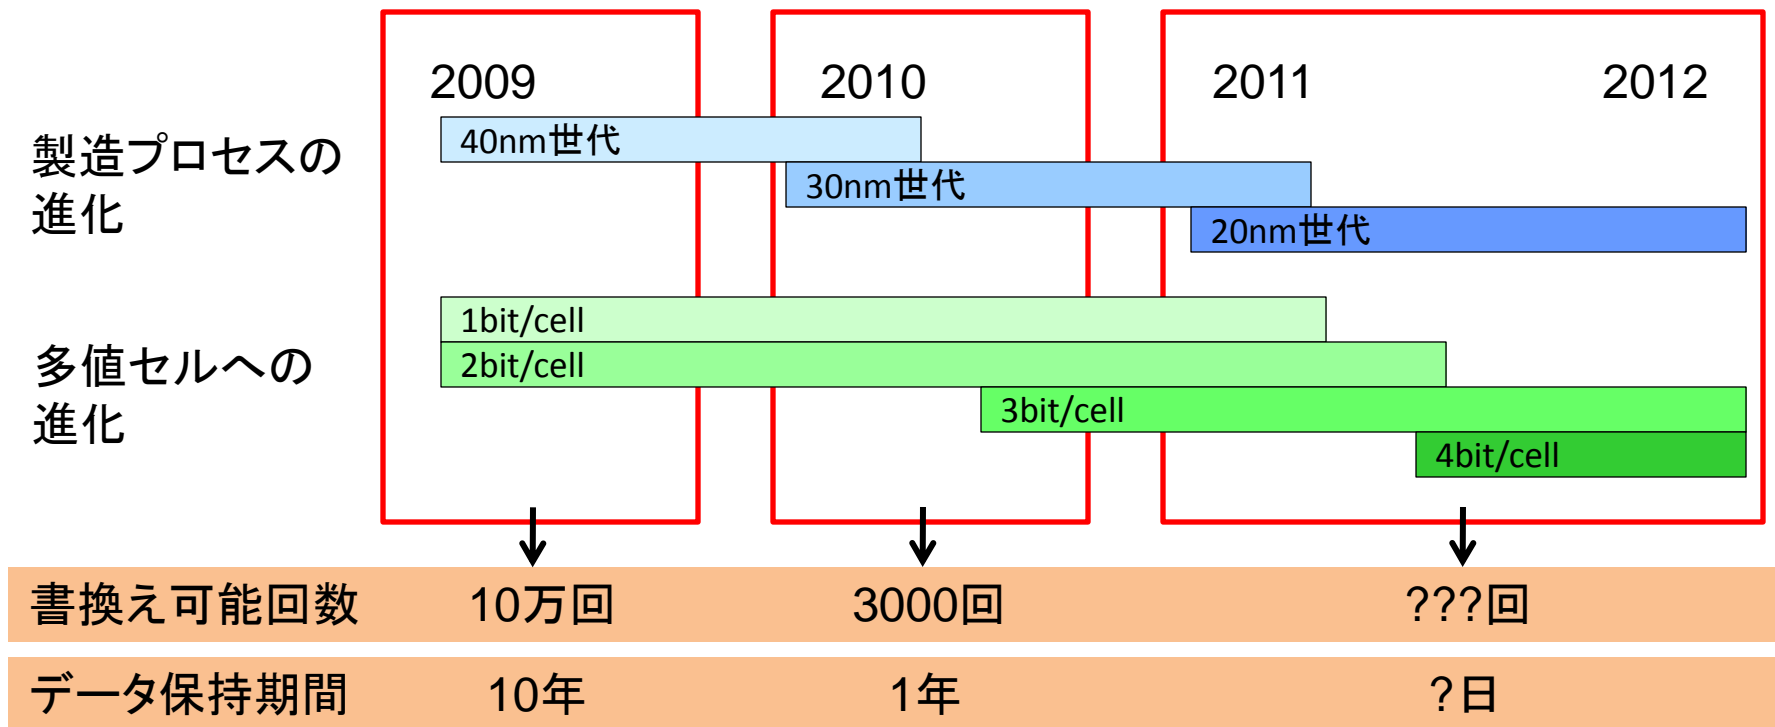 2009 2010 2011 2012
製造プロセスの
進化
40nm世代
30nm世代
20nm世代
多値セルへの
進化
1bit/cell
2bit/cell
3bit/cell
4bit/cell
書換え可能回数 10万回 3000回 ???回
データ保持期間 10年 1年 ?日